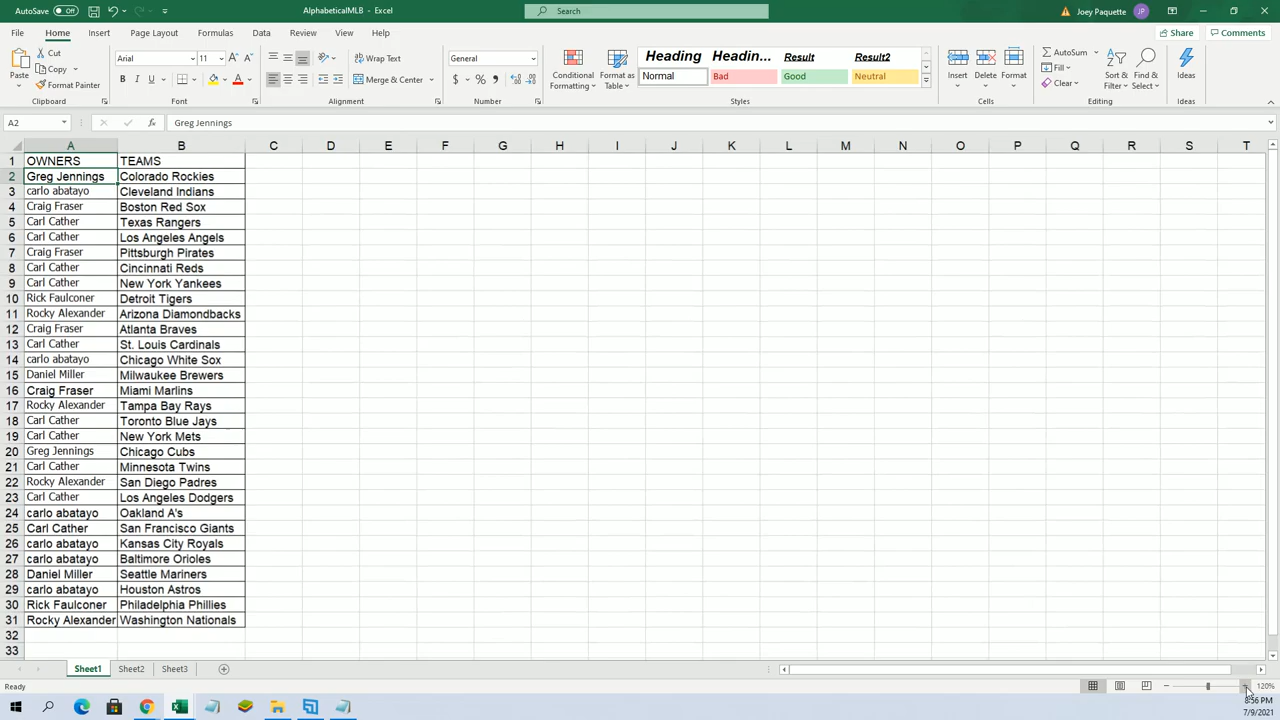 AutoSave Off AlphabeticalMLB - Excel Search Joey Paquette JP
File Home Insert Page Layout Formulas Data Review View Help Share Comments
Paste Cut Copy Format Painter Clipboard
Arial 11 B I U Font
Wrap Text Merge & Center Alignment
General $ % Number
Conditional Formatting Format as Table
Heading Headin... Result Result2
Normal Bad Good Neutral
Styles
Insert Delete Format Cells
AutoSum Fill Clear Sort & Filter Find & Select Editing
Ideas Ideas
A2 Greg Jennings
A B C D E F G H I J K L M N O P Q R S T
1 OWNERS TEAMS
2 Greg Jennings Colorado Rockies
3 carlo abatayo Cleveland Indians
4 Craig Fraser Boston Red Sox
5 Carl Cather Texas Rangers
6 Carl Cather Los Angeles Angels
7 Craig Fraser Pittsburgh Pirates
8 Carl Cather Cincinnati Reds
9 Carl Cather New York Yankees
10 Rick Faulconer Detroit Tigers
11 Rocky Alexander Arizona Diamondbacks
12 Craig Fraser Atlanta Braves
13 Carl Cather St. Louis Cardinals
14 carlo abatayo Chicago White Sox
15 Daniel Miller Milwaukee Brewers
16 Craig Fraser Miami Marlins
17 Rocky Alexander Tampa Bay Rays
18 Carl Cather Toronto Blue Jays
19 Carl Cather New York Mets
20 Greg Jennings Chicago Cubs
21 Carl Cather Minnesota Twins
22 Rocky Alexander San Diego Padres
23 Carl Cather Los Angeles Dodgers
24 carlo abatayo Oakland A's
25 Carl Cather San Francisco Giants
26 carlo abatayo Kansas City Royals
27 carlo abatayo Baltimore Orioles
28 Daniel Miller Seattle Mariners
29 carlo abatayo Houston Astros
30 Rick Faulconer Philadelphia Phillies
31 Rocky Alexander Washington Nationals
32
33
Sheet1 Sheet2 Sheet3
Ready 120%
8:56 PM
7/9/2021